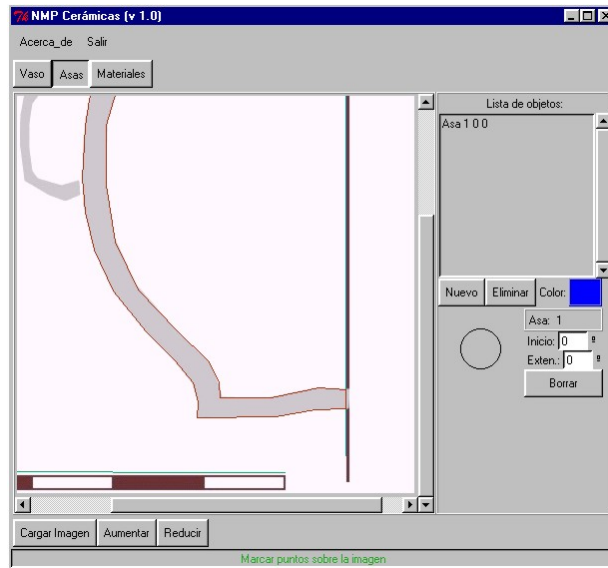 NMP Cerámicas (v 1.0)
Acerca_de Salir
Vaso Asas Materiales
Lista de objetos:
Asa 1 0 0
Nuevo Eliminar Color:
Asa: 1
Inicio: 0 º
Exten.: 0 º
Borrar
Cargar Imagen Aumentar Reducir
Marcar puntos sobre la imagen